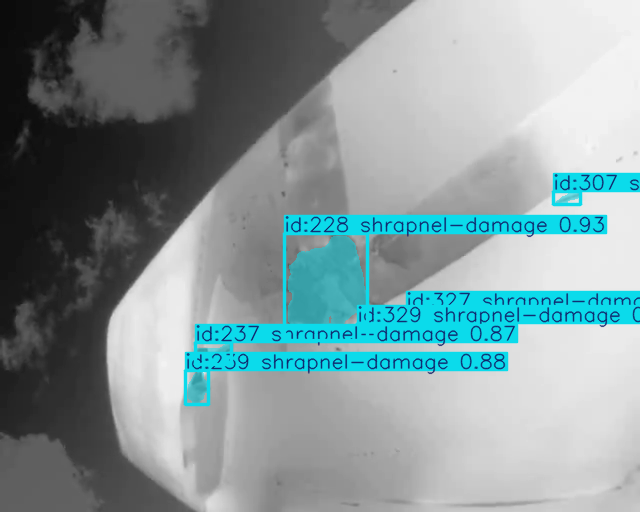 id:307 s
id:228 shrapnel-damage 0.93
id:327 shrapnel-dama
id:329 shrapnel-damage 0
id:237 shrapnel-damage 0.87
id:239 shrapnel-damage 0.88